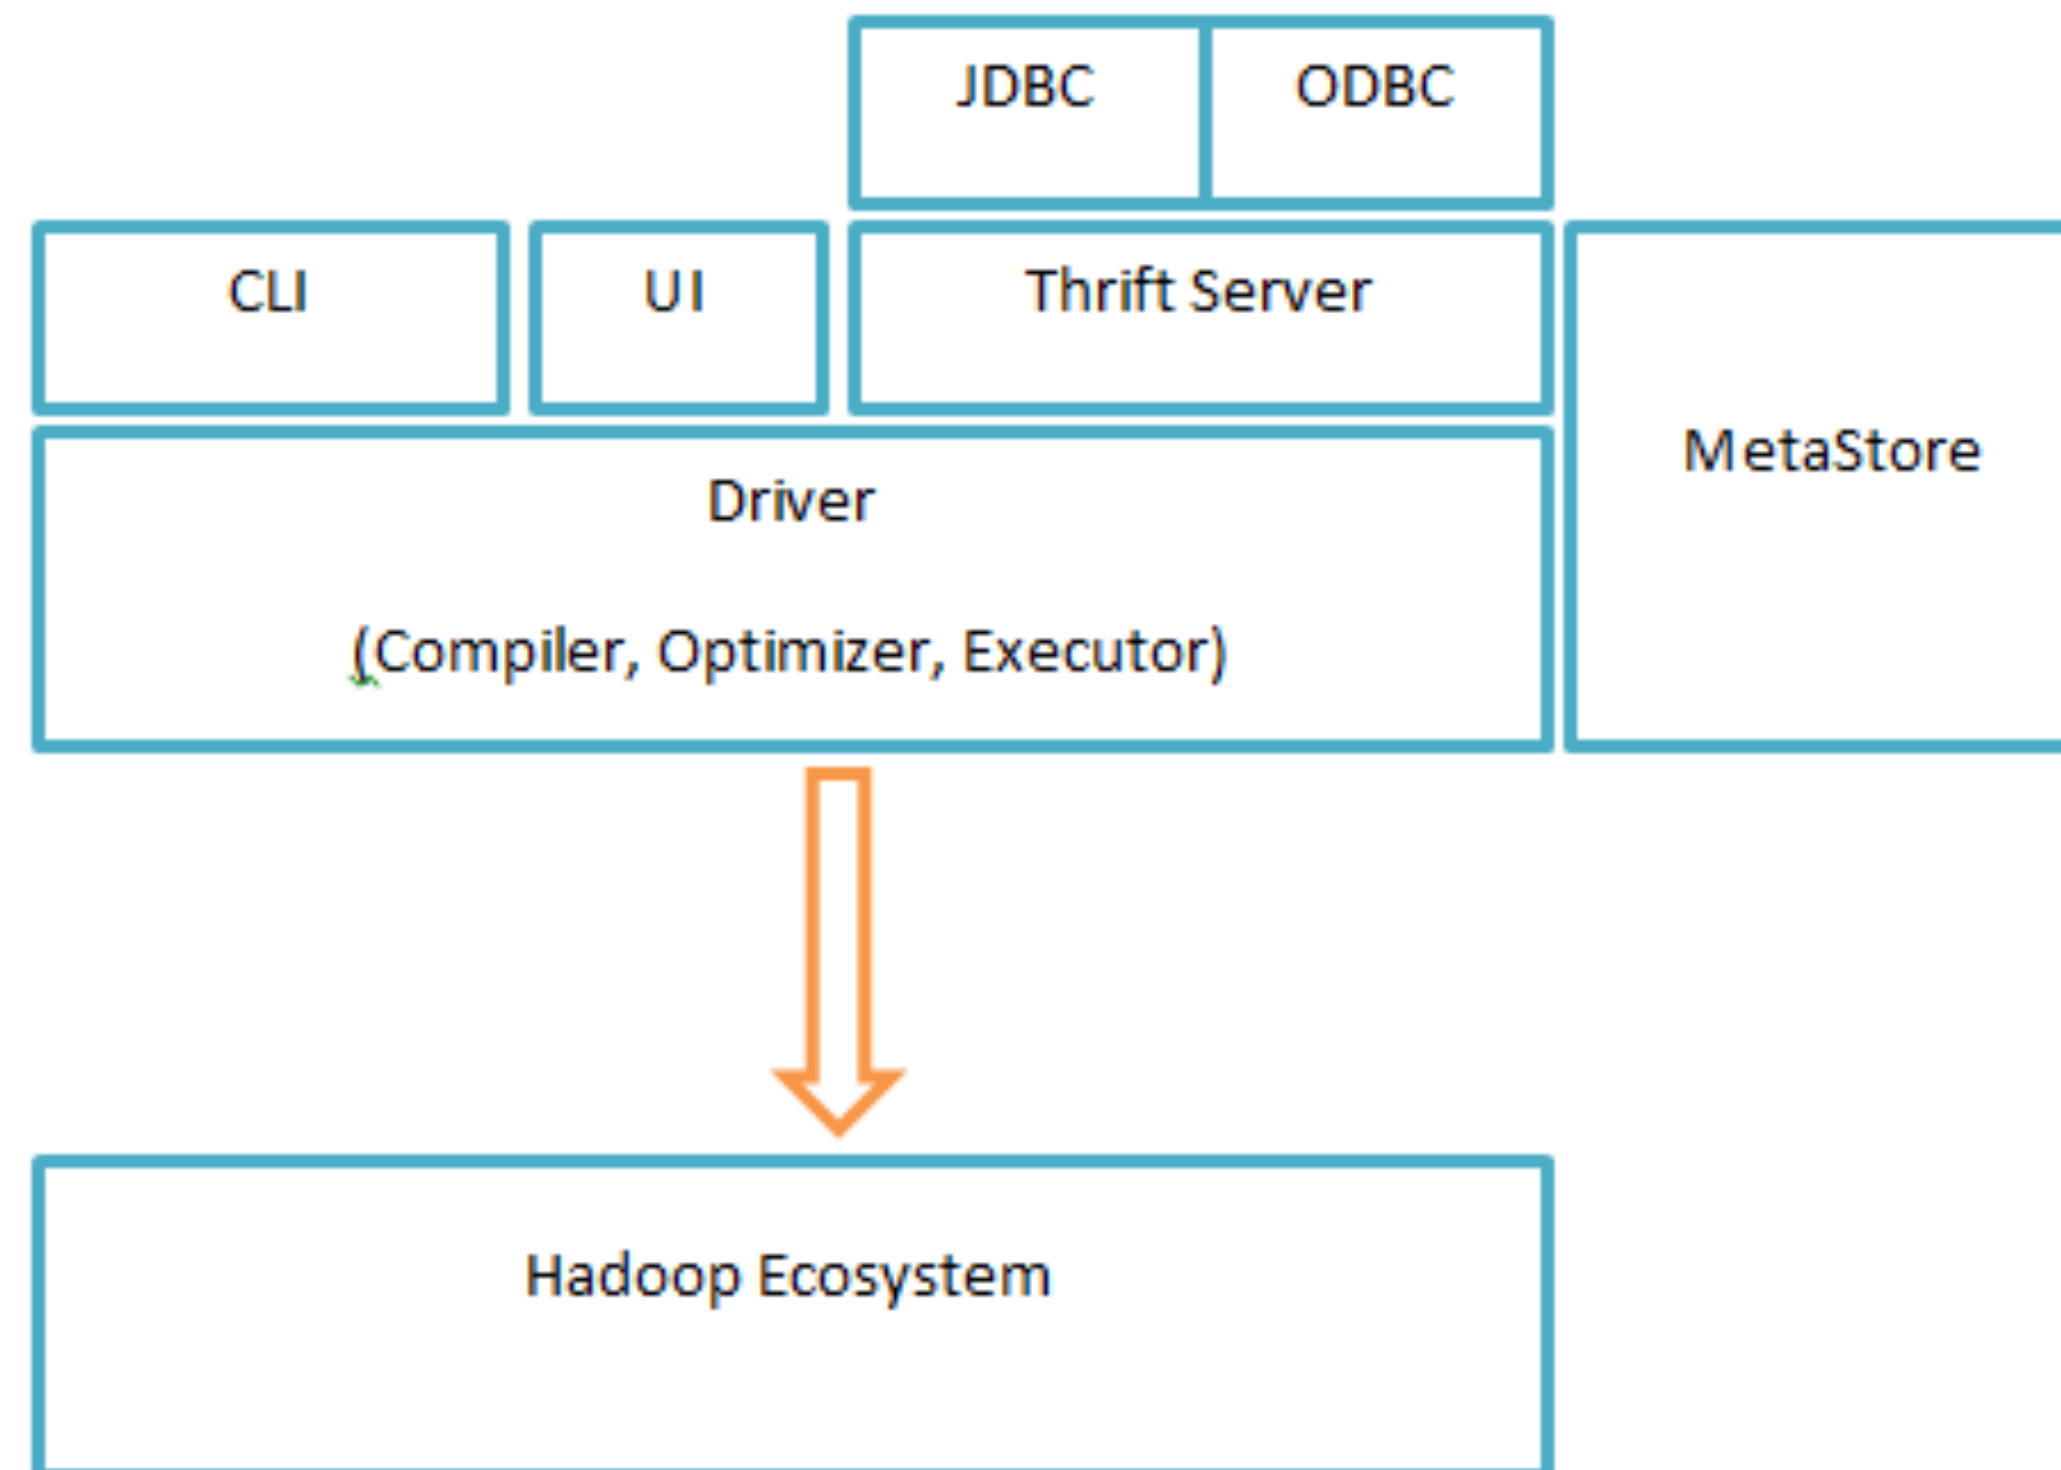 JDBC
ODBC
CLI
UI
Thrift Server
MetaStore
Driver
(Compiler, Optimizer, Executor)
Hadoop Ecosystem